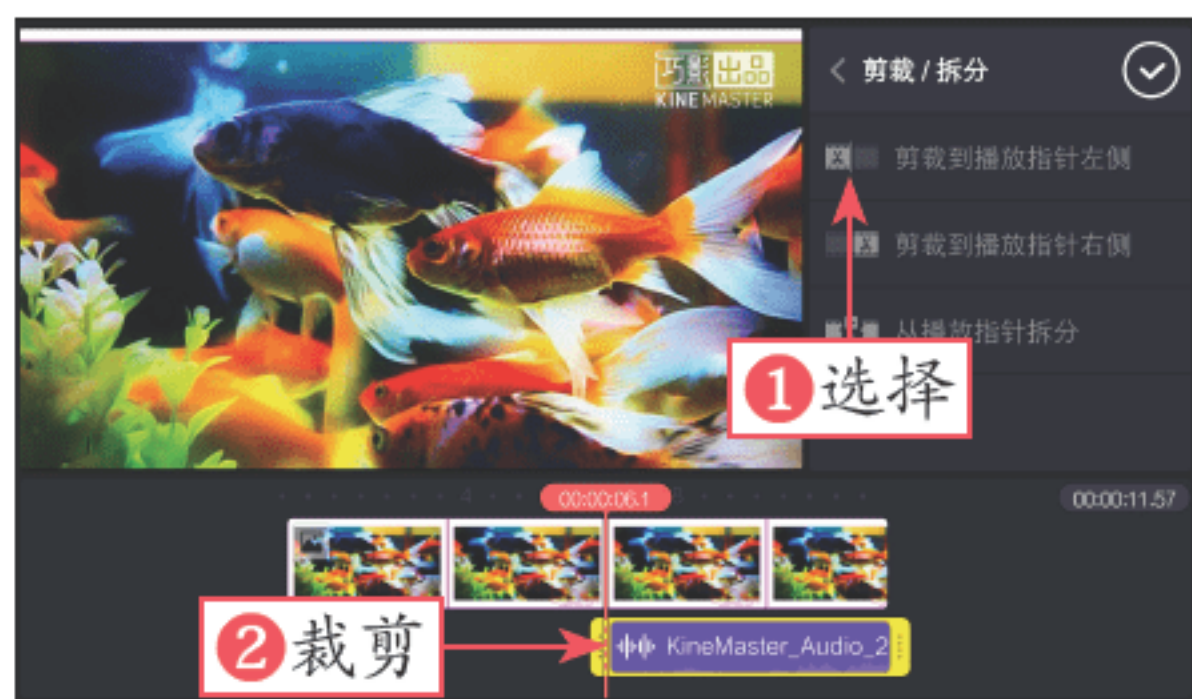 巧影出品
KINEMASTER
剪裁 / 拆分
剪裁到播放指针左侧
剪裁到播放指针右侧
从播放指针拆分
1选择
4
00:00:06.1
8
00:00:11.57
2裁剪
KineMaster_Audio_2